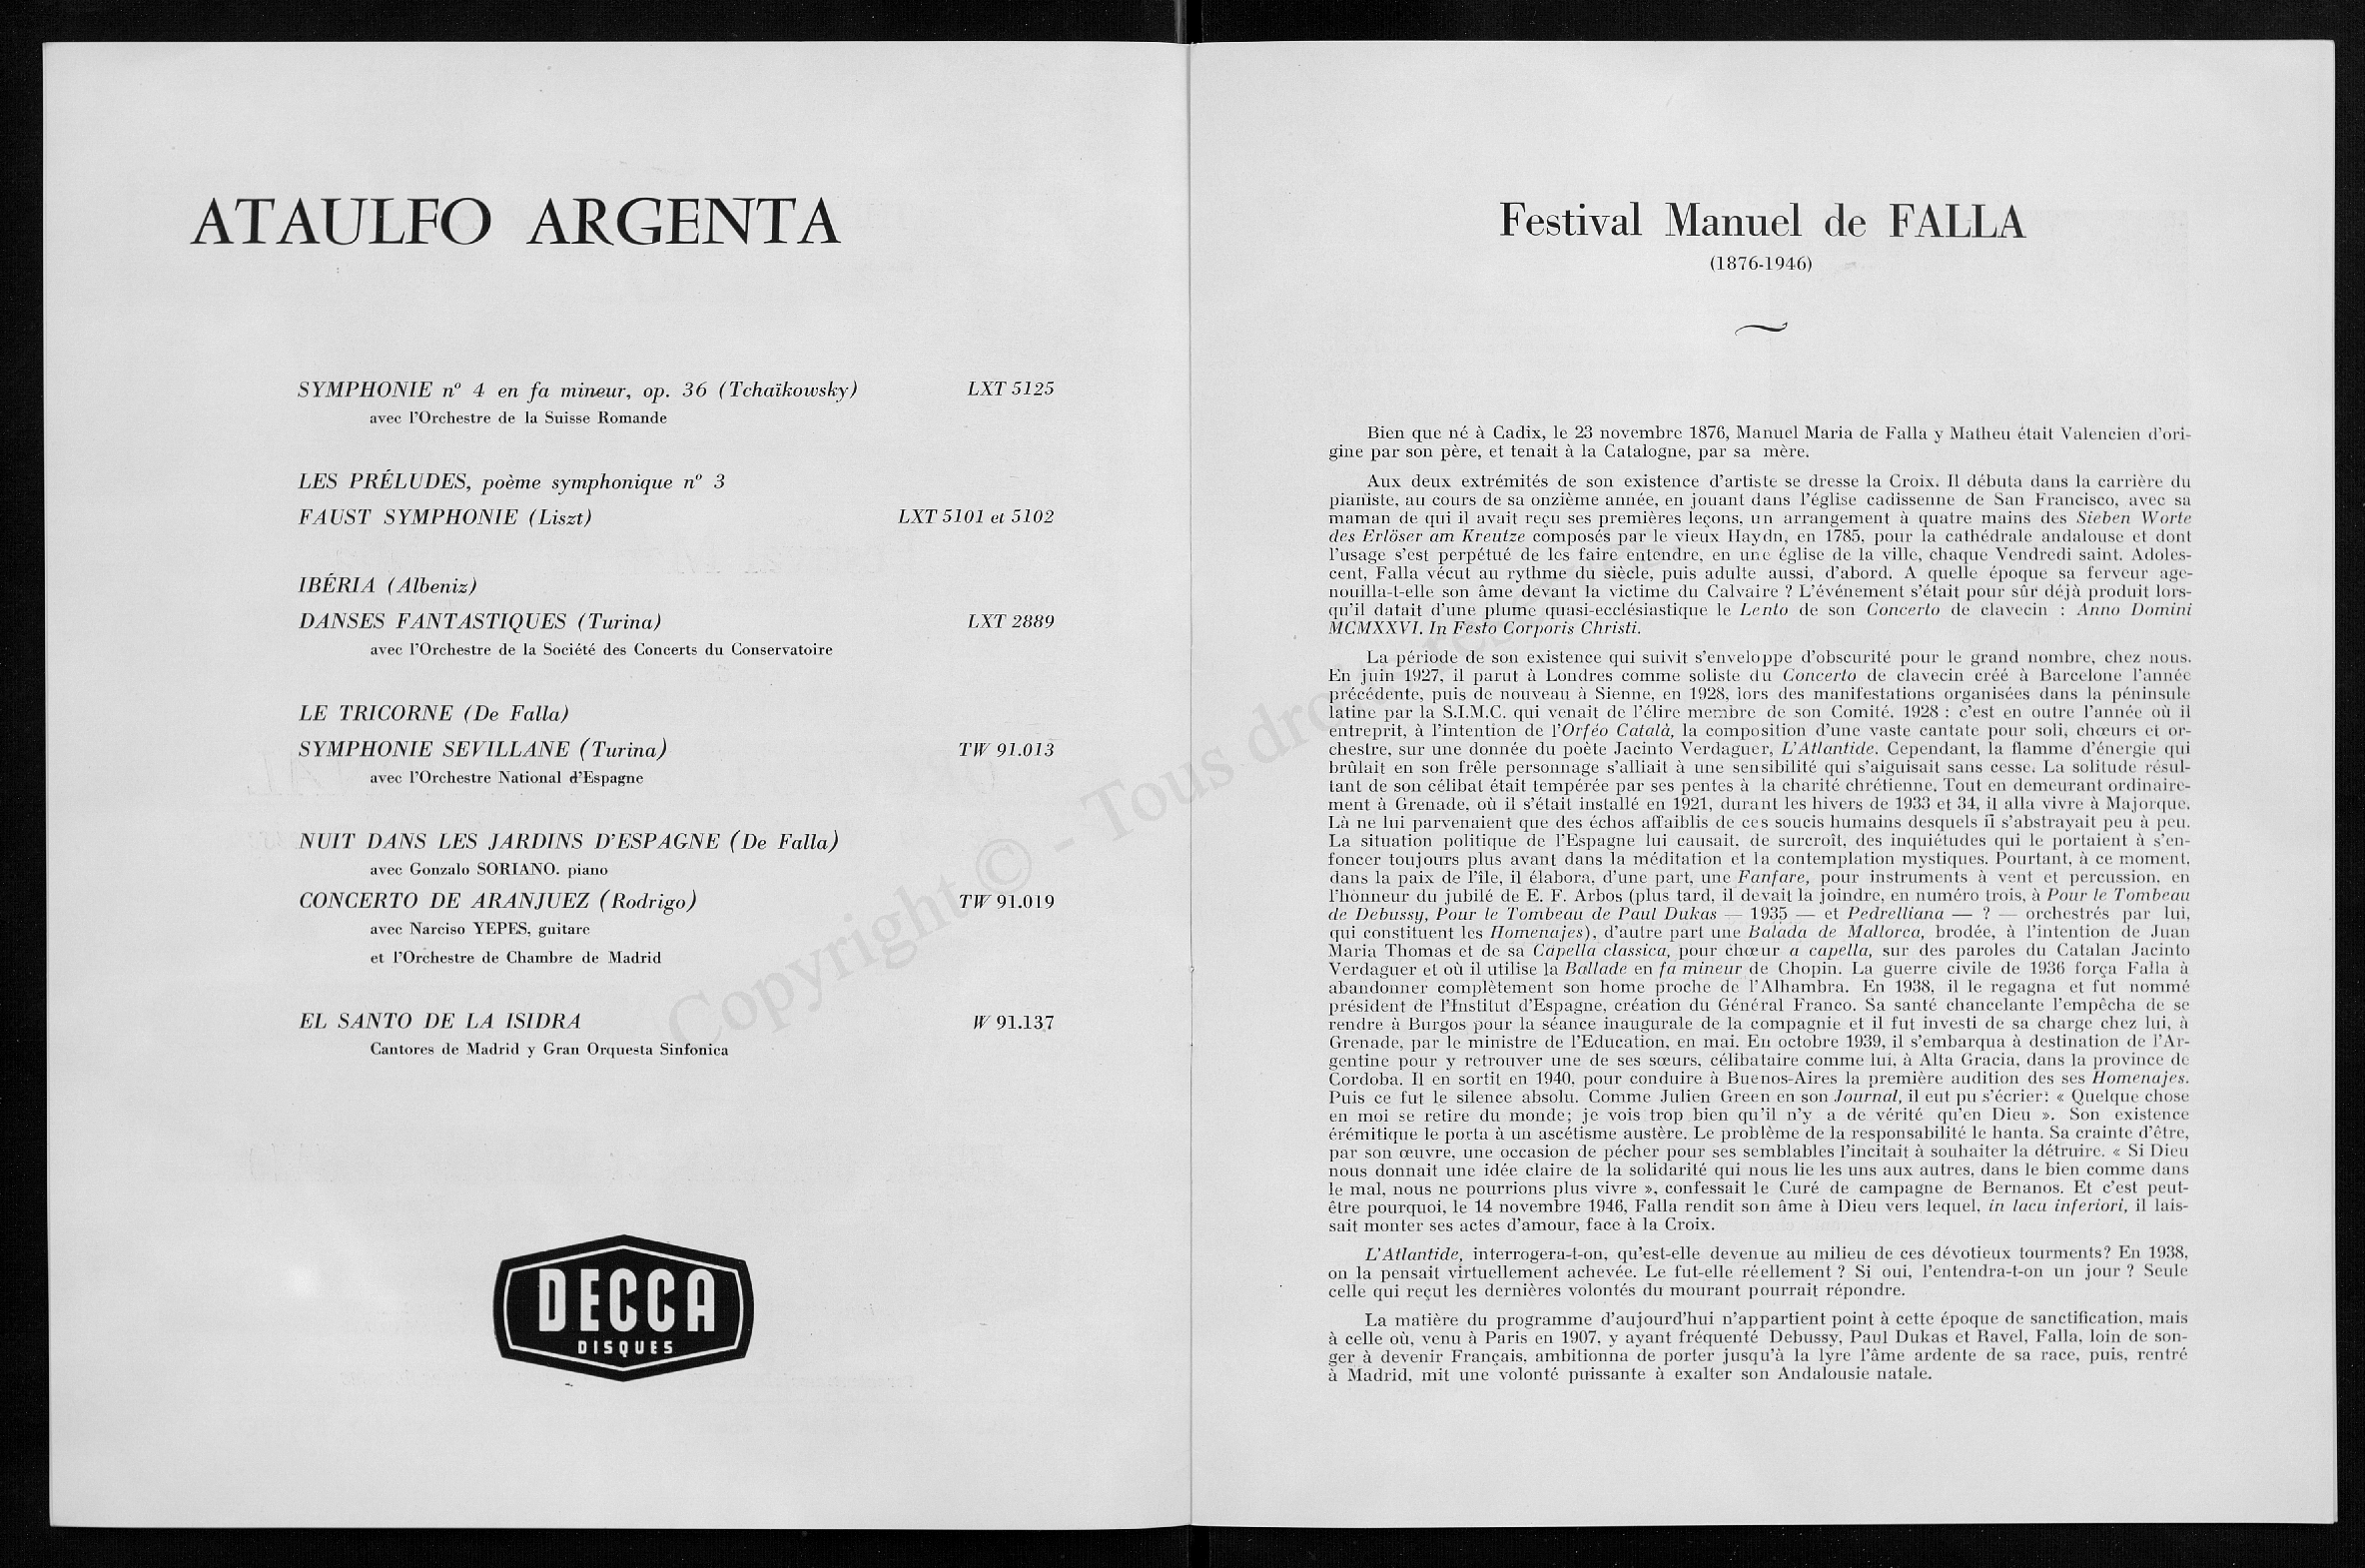 ATAULFO ARGENTA
SYMPHONIE nº 4 en fa mineur, op. 36 (Tchaïkowsky) LXT 5125
avec l'Orchestre de la Suisse Romande
LES PRÉLUDES, poème symphonique nº 3
FAUST SYMPHONIE (Liszt) LXT 5101 et 5102
IBÉRIA (Albeniz)
DANSES FANTASTIQUES (Turina) LXT 2889
avec l'Orchestre de la Société des Concerts du Conservatoire
LE TRICORNE (De Falla)
SYMPHONIE SEVILLANE (Turina) TW 91.013
avec l'Orchestre National d'Espagne
NUIT DANS LES JARDINS D'ESPAGNE (De Falla)
avec Gonzalo SORIANO. piano
CONCERTO DE ARANJUEZ (Rodrigo) TW 91.019
avec Narciso YEPES, guitare
et l'Orchestre de Chambre de Madrid
EL SANTO DE LA ISIDRA W 91.137
Cantores de Madrid y Gran Orquesta Sinfonica
DECCA
DISQUES
Festival Manuel de FALLA
(1876-1946)
Bien que né à Cadix, le 23 novembre 1876, Manuel Maria de Falla y Matheu était Valencien d'ori-
gine par son père, et tenait à la Catalogne, par sa mère.
Aux deux extrémités de son existence d'artiste se dresse la Croix. Il débuta dans la carrière du
pianiste, au cours de sa onzième année, en jouant dans l'église cadissenne de San Francisco, avec sa
maman de qui il avait reçu ses premières leçons, un arrangement à quatre mains des Sieben Worte
des Erlöser am Kreutze composés par le vieux Haydn, en 1785, pour la cathédrale andalouse et dont
l'usage s'est perpétué de les faire entendre, en une église de la ville, chaque Vendredi saint. Adoles-
cent, Falla vécut au rythme du siècle, puis adulte aussi, d'abord. A quelle époque sa ferveur age-
nouilla-t-elle son âme devant la victime du Calvaire ? L'événement s'était pour sûr déjà produit lors-
qu'il datait d'une plume quasi-ecclésiastique le Lento de son Concerto de clavecin : Anno Domini
MCMXXVI. In Festo Corporis Christi.
La période de son existence qui suivit s'enveloppe d'obscurité pour le grand nombre, chez nous.
En juin 1927, il parut à Londres comme soliste du Concerto de clavecin créé à Barcelone l'année
précédente, puis de nouveau à Sienne, en 1928, lors des manifestations organisées dans la péninsule
latine par la S.I.M.C. qui venait de l'élire membre de son Comité. 1928 : c'est en outre l'année où il
entreprit, à l'intention de l'Orféo Català, la composition d'une vaste cantate pour soli, chœurs et or-
chestre, sur une donnée du poète Jacinto Verdaguer, L'Atlantide. Cependant, la flamme d'énergie qui
brûlait en son frêle personnage s'alliait à une sensibilité qui s'aiguisait sans cesse. La solitude résul-
tant de son célibat était tempérée par ses pentes à la charité chrétienne. Tout en demeurant ordinaire-
ment à Grenade, où il s'était installé en 1921, durant les hivers de 1933 et 34, il alla vivre à Majorque.
Là ne lui parvenaient que des échos affaiblis de ces soucis humains desquels il s'abstrayait peu à peu.
La situation politique de l'Espagne lui causait, de surcroît, des inquiétudes qui le portaient à s'en-
foncer toujours plus avant dans la méditation et la contemplation mystiques. Pourtant, à ce moment,
dans la paix de l'île, il élabora, d'une part, une Fanfare, pour instruments à vent et percussion, en
l'honneur du jubilé de E. F. Arbos (plus tard, il devait la joindre, en numéro trois, à Pour le Tombeau
de Debussy, Pour le Tombeau de Paul Dukas — 1935 — et Pedrelliana — ? — orchestrés par lui,
qui constituent les Homenajes), d'autre part une Balada de Mallorca, brodée, à l'intention de Juan
Maria Thomas et de sa Capella classica, pour chœur a capella, sur des paroles du Catalan Jacinto
Verdaguer et où il utilise la Ballade en fa mineur de Chopin. La guerre civile de 1936 força Falla à
abandonner complètement son home proche de l'Alhambra. En 1938, il le regagna et fut nommé
président de l'Institut d'Espagne, création du Général Franco. Sa santé chancelante l'empêcha de se
rendre à Burgos pour la séance inaugurale de la compagnie et il fut investi de sa charge chez lui, à
Grenade, par le ministre de l'Education, en mai. En octobre 1939, il s'embarqua à destination de l'Ar-
gentine pour y retrouver une de ses sœurs, célibataire comme lui, à Alta Gracia, dans la province de
Cordoba. Il en sortit en 1940, pour conduire à Buenos-Aires la première audition des ses Homenajes.
Puis ce fut le silence absolu. Comme Julien Green en son Journal, il eut pu s'écrier: « Quelque chose
en moi se retire du monde; je vois trop bien qu'il n'y a de vérité qu'en Dieu ». Son existence
érémitique le porta à un ascétisme austère. Le problème de la responsabilité le hanta. Sa crainte d'être,
par son œuvre, une occasion de pécher pour ses semblables l'incitait à souhaiter la détruire. « Si Dieu
nous donnait une idée claire de la solidarité qui nous lie les uns aux autres, dans le bien comme dans
le mal, nous ne pourrions plus vivre », confessait le Curé de campagne de Bernanos. Et c'est peut-
être pourquoi, le 14 novembre 1946, Falla rendit son âme à Dieu vers lequel, in lacu inferiori, il lais-
sait monter ses actes d'amour, face à la Croix.
L'Atlantide, interrogera-t-on, qu'est-elle devenue au milieu de ces dévotieux tourments? En 1938,
on la pensait virtuellement achevée. Le fut-elle réellement ? Si oui, l'entendra-t-on un jour ? Seule
celle qui reçut les dernières volontés du mourant pourrait répondre.
La matière du programme d'aujourd'hui n'appartient point à cette époque de sanctification, mais
à celle où, venu à Paris en 1907, y ayant fréquenté Debussy, Paul Dukas et Ravel, Falla, loin de son-
ger à devenir Français, ambitionna de porter jusqu'à la lyre l'âme ardente de sa race, puis, rentré
à Madrid, mit une volonté puissante à exalter son Andalousie natale.
Copyright © - Tous